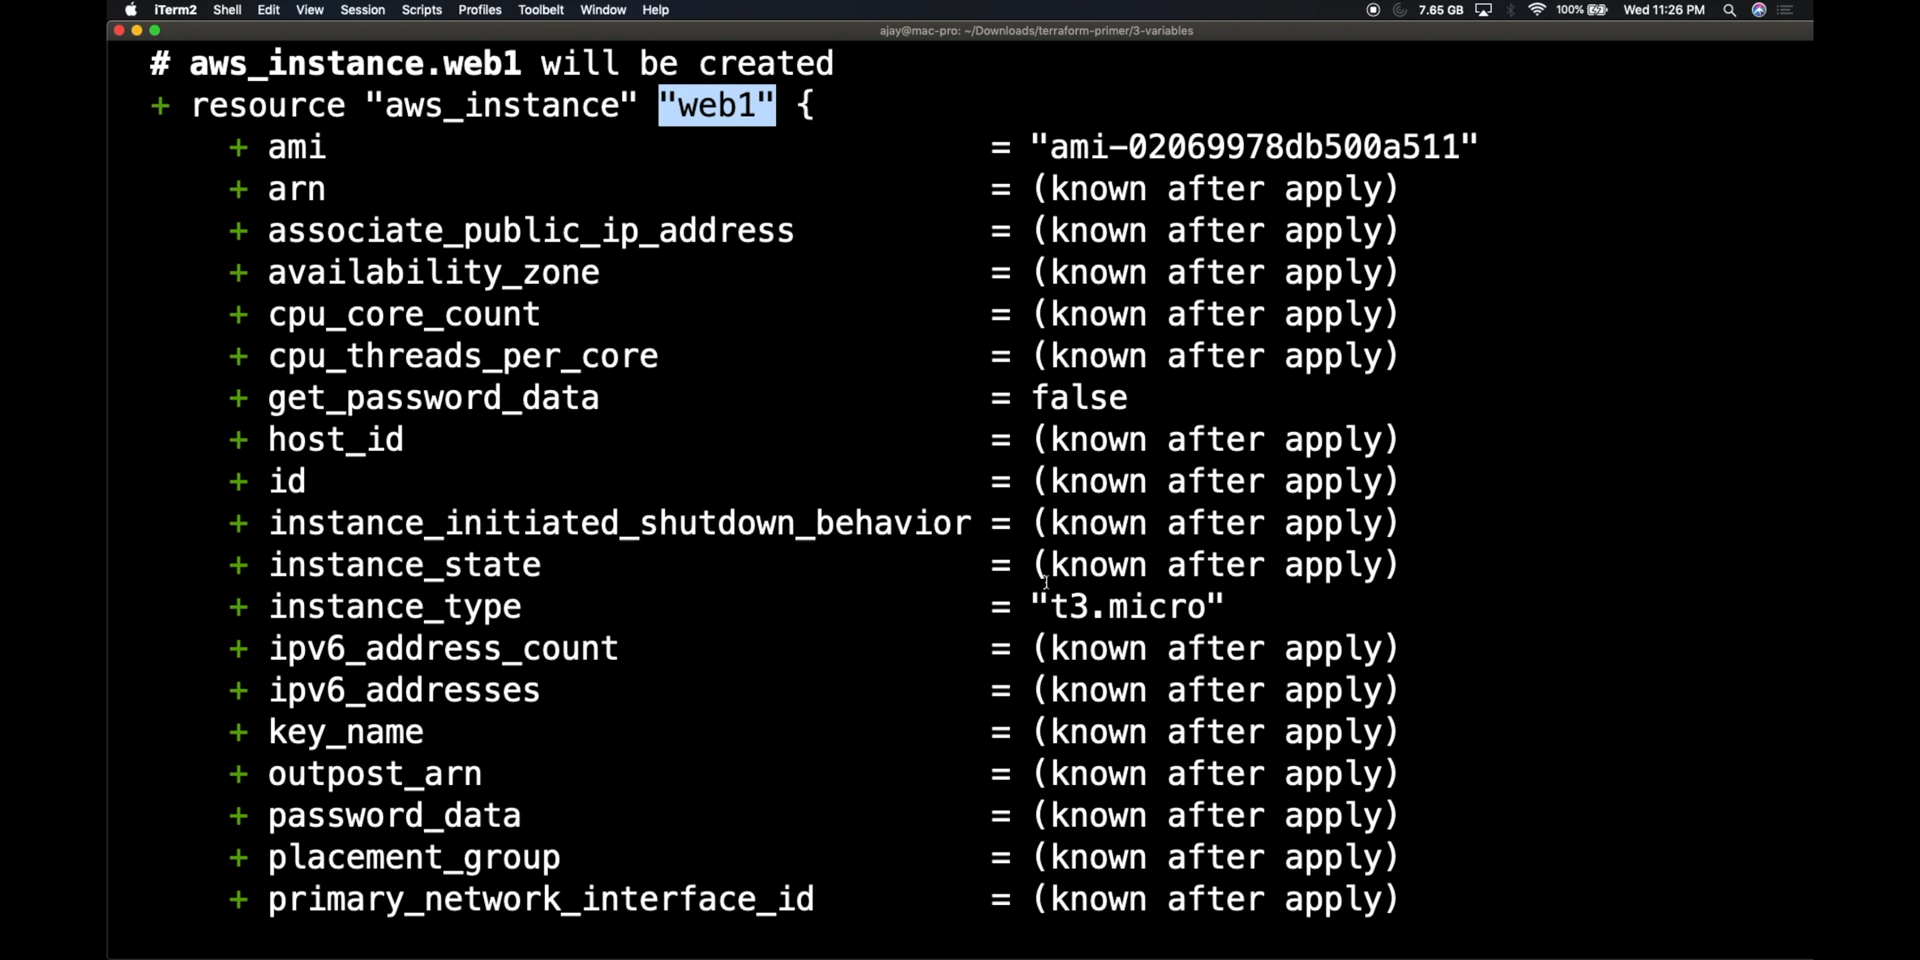 iTerm2 Shell Edit View Session Scripts Profiles Toolbelt Window Help 7.65 GB 100% Wed 11:26 PM
ajay@mac-pro: ~/Downloads/terraform-primer/3-variables
# aws_instance.web1 will be created
+ resource "aws_instance" "web1" {
+ ami = "ami-02069978db500a511"
+ arn = (known after apply)
+ associate_public_ip_address = (known after apply)
+ availability_zone = (known after apply)
+ cpu_core_count = (known after apply)
+ cpu_threads_per_core = (known after apply)
+ get_password_data = false
+ host_id = (known after apply)
+ id = (known after apply)
+ instance_initiated_shutdown_behavior = (known after apply)
+ instance_state = (known after apply)
+ instance_type = "t3.micro"
+ ipv6_address_count = (known after apply)
+ ipv6_addresses = (known after apply)
+ key_name = (known after apply)
+ outpost_arn = (known after apply)
+ password_data = (known after apply)
+ placement_group = (known after apply)
+ primary_network_interface_id = (known after apply)